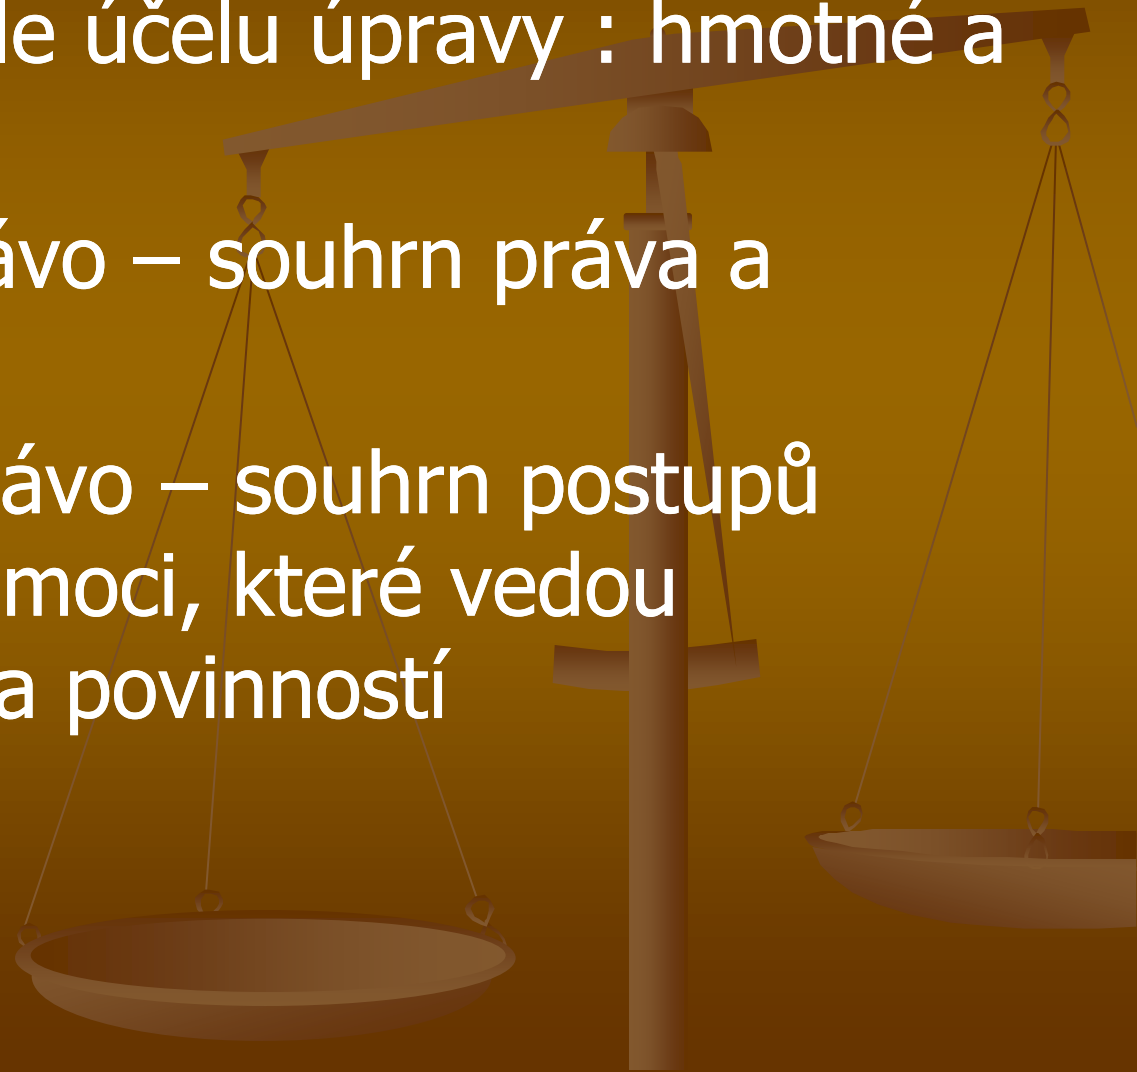 le účelu úpravy : hmotné a
ávo – souhrn práva a
ávo – souhrn postupů
moci, které vedou
a povinností